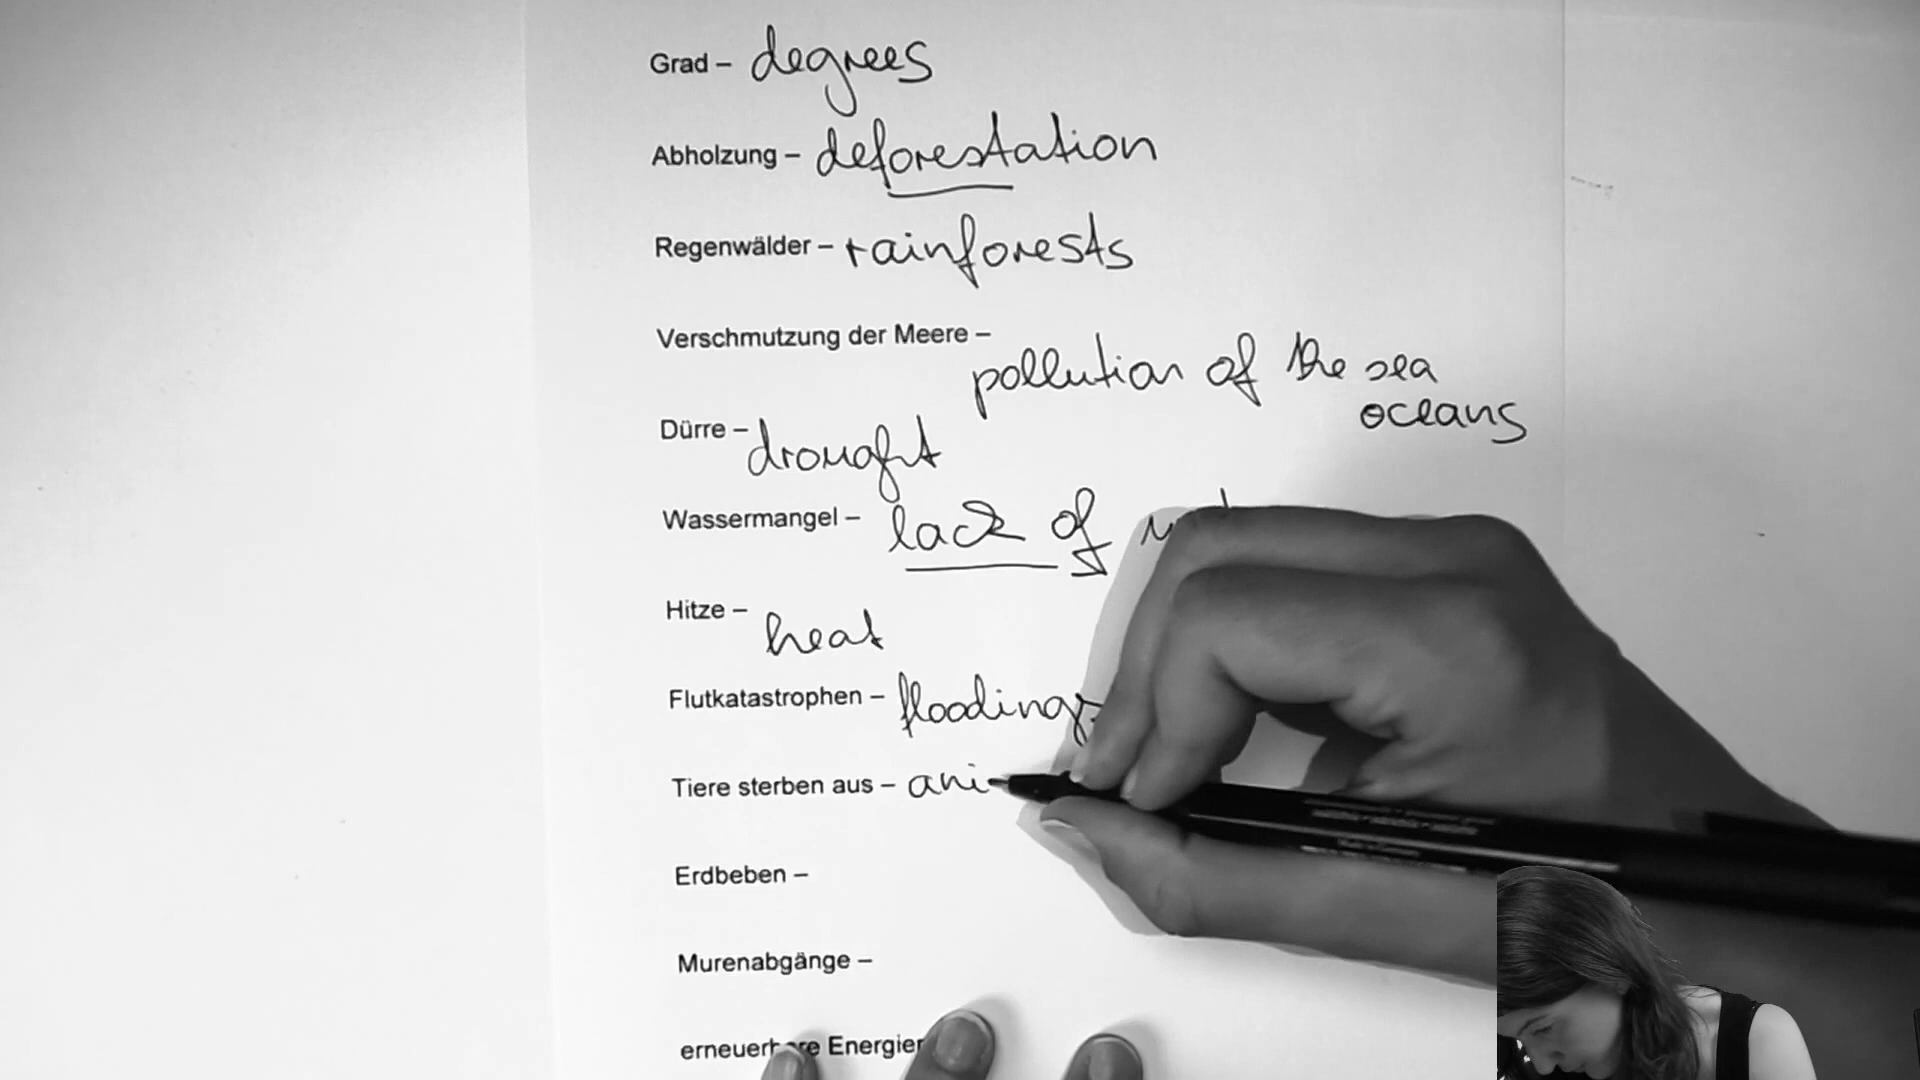 Grad – degrees
Abholzung – deforestation
Regenwälder – rainforests
Verschmutzung der Meere –
pollution of the sea
oceans
Dürre – drought
Wassermangel – lack of
Hitze – heat
Flutkatastrophen – floodings
Tiere sterben aus – ani
Erdbeben –
Murenabgänge –